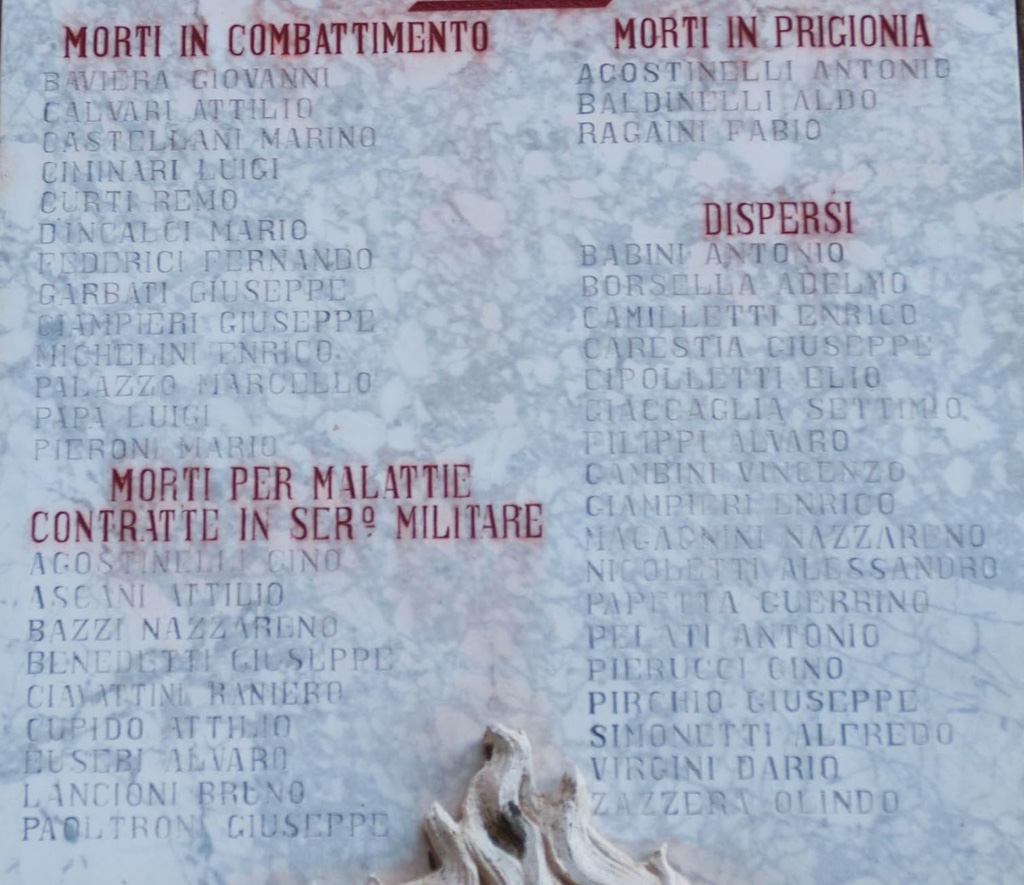 MORTI IN COMBATTIMENTO
BAVIERA GIOVANNI
CALVARI ATTILIO
CASTELLANI MARINO
CIMINARI LUIGI
CURTI REMO
D'INCALCI MARIO
FEDERICI FERNANDO
GARBATI GIUSEPPE
GIAMPIERI GIUSEPPE
MICHELINI ENRICO
PALAZZO MARCELLO
PAPA LUIGI
PIERONI MARIO
MORTI PER MALATTIE
CONTRATTE IN SERº MILITARE
AGOSTINELLI GINO
ASCANI ATTILIO
BAZZI NAZZARENO
BENEDETTI GIUSEPPE
CIAVATTINI RANIERO
CUPIDO ATTILIO
EUSEBI ALVARO
LANCIONI BRUNO
PAOLTRONI GIUSEPPE
MORTI IN PRIGIONIA
AGOSTINELLI ANTONIO
BALDINELLI ALDO
RAGAINI FABIO
DISPERSI
BABINI ANTONIO
BORSELLA ADELMO
CAMILLETTI ENRICO
CARESTIA GIUSEPPE
CIPOLLETTI ELIO
GIACCAGLIA SETTIMIO
FILIPPI ALVARO
GAMBINI VINCENZO
GIAMPIERI ENRICO
MAGAGNINI NAZZARENO
NICOLETTI ALESSANDRO
PAPETTA GUERRINO
PELATI ANTONIO
PIERUCCI GINO
PIRCHIO GIUSEPPE
SIMONETTI ALFREDO
VIRGINI DARIO
ZAZZERA OLINDO